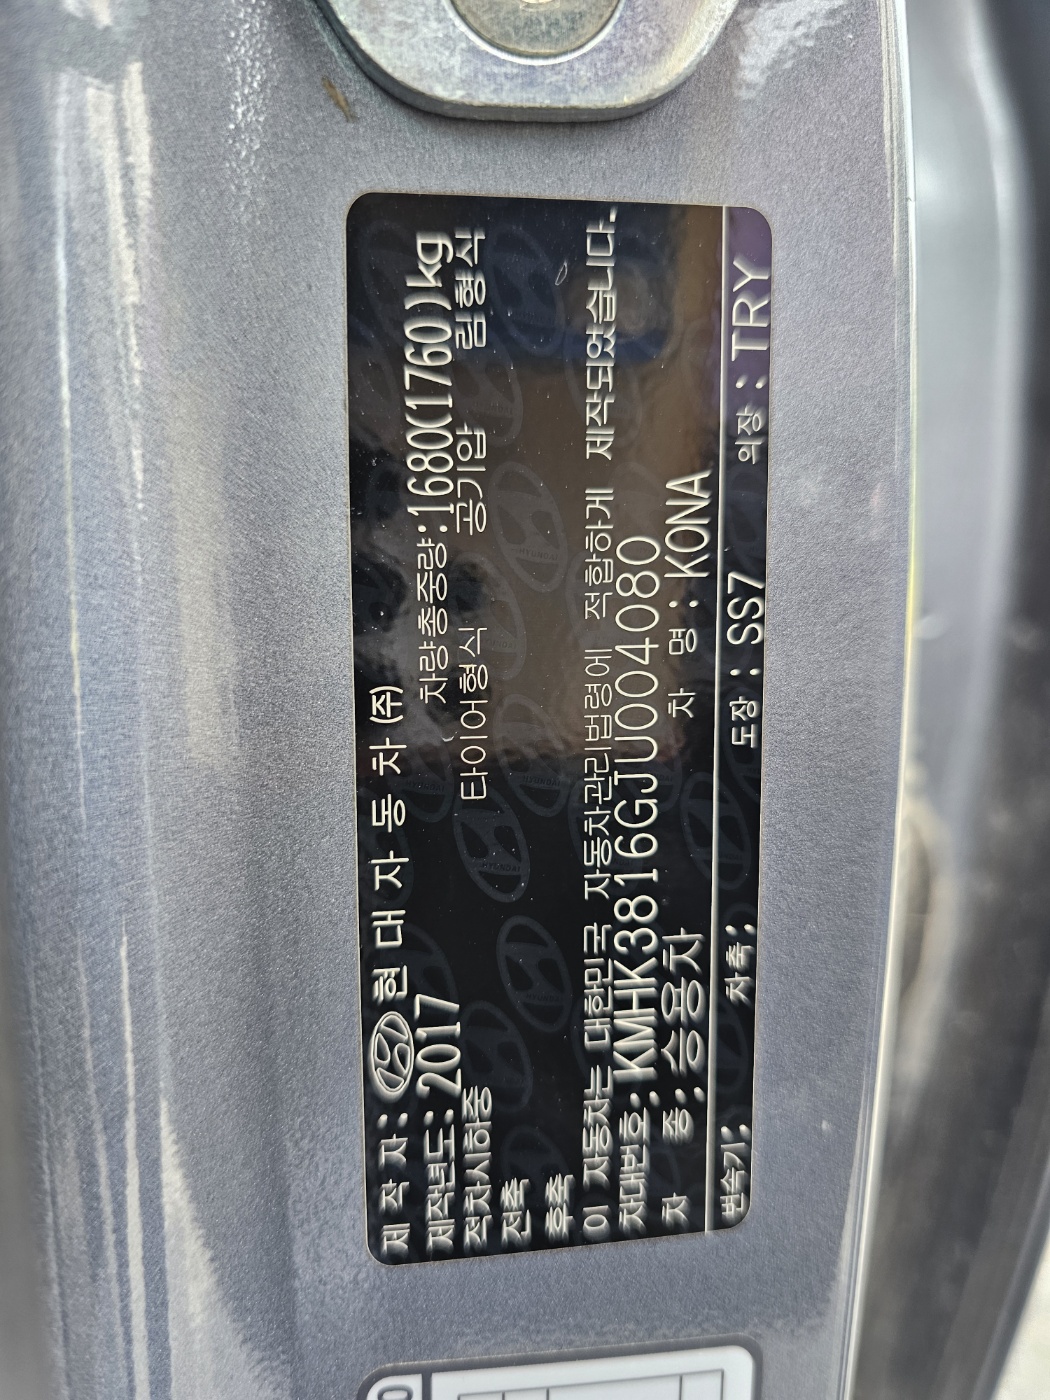 제 작 자 : 현 대 자 동 차 (주)
제작년도 : 2017 차량총중량 : 1680(1760)kg
적차시하중 타이어형식 공기압 림형식
전축
후축
이 자동차는 대한민국 자동차관리법령에 적합하게 제작되었습니다.
차대번호 : KMHK3816GJU004080
차 종 : 승용차 차 명 : KONA
변속기 : 차축 : 도장 : SS7 의장 : TRY